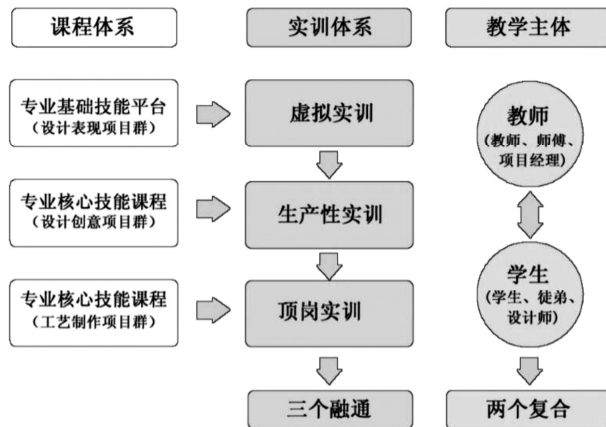 课程体系
实训体系
教学主体
专业基础技能平台
（设计表现项目群）
虚拟实训
教师
(教师、师傅、
项目经理)
专业核心技能课程
（设计创意项目群）
生产性实训
学生
(学生、徒弟、
设计师)
专业核心技能课程
（工艺制作项目群）
顶岗实训
三个融通
两个复合